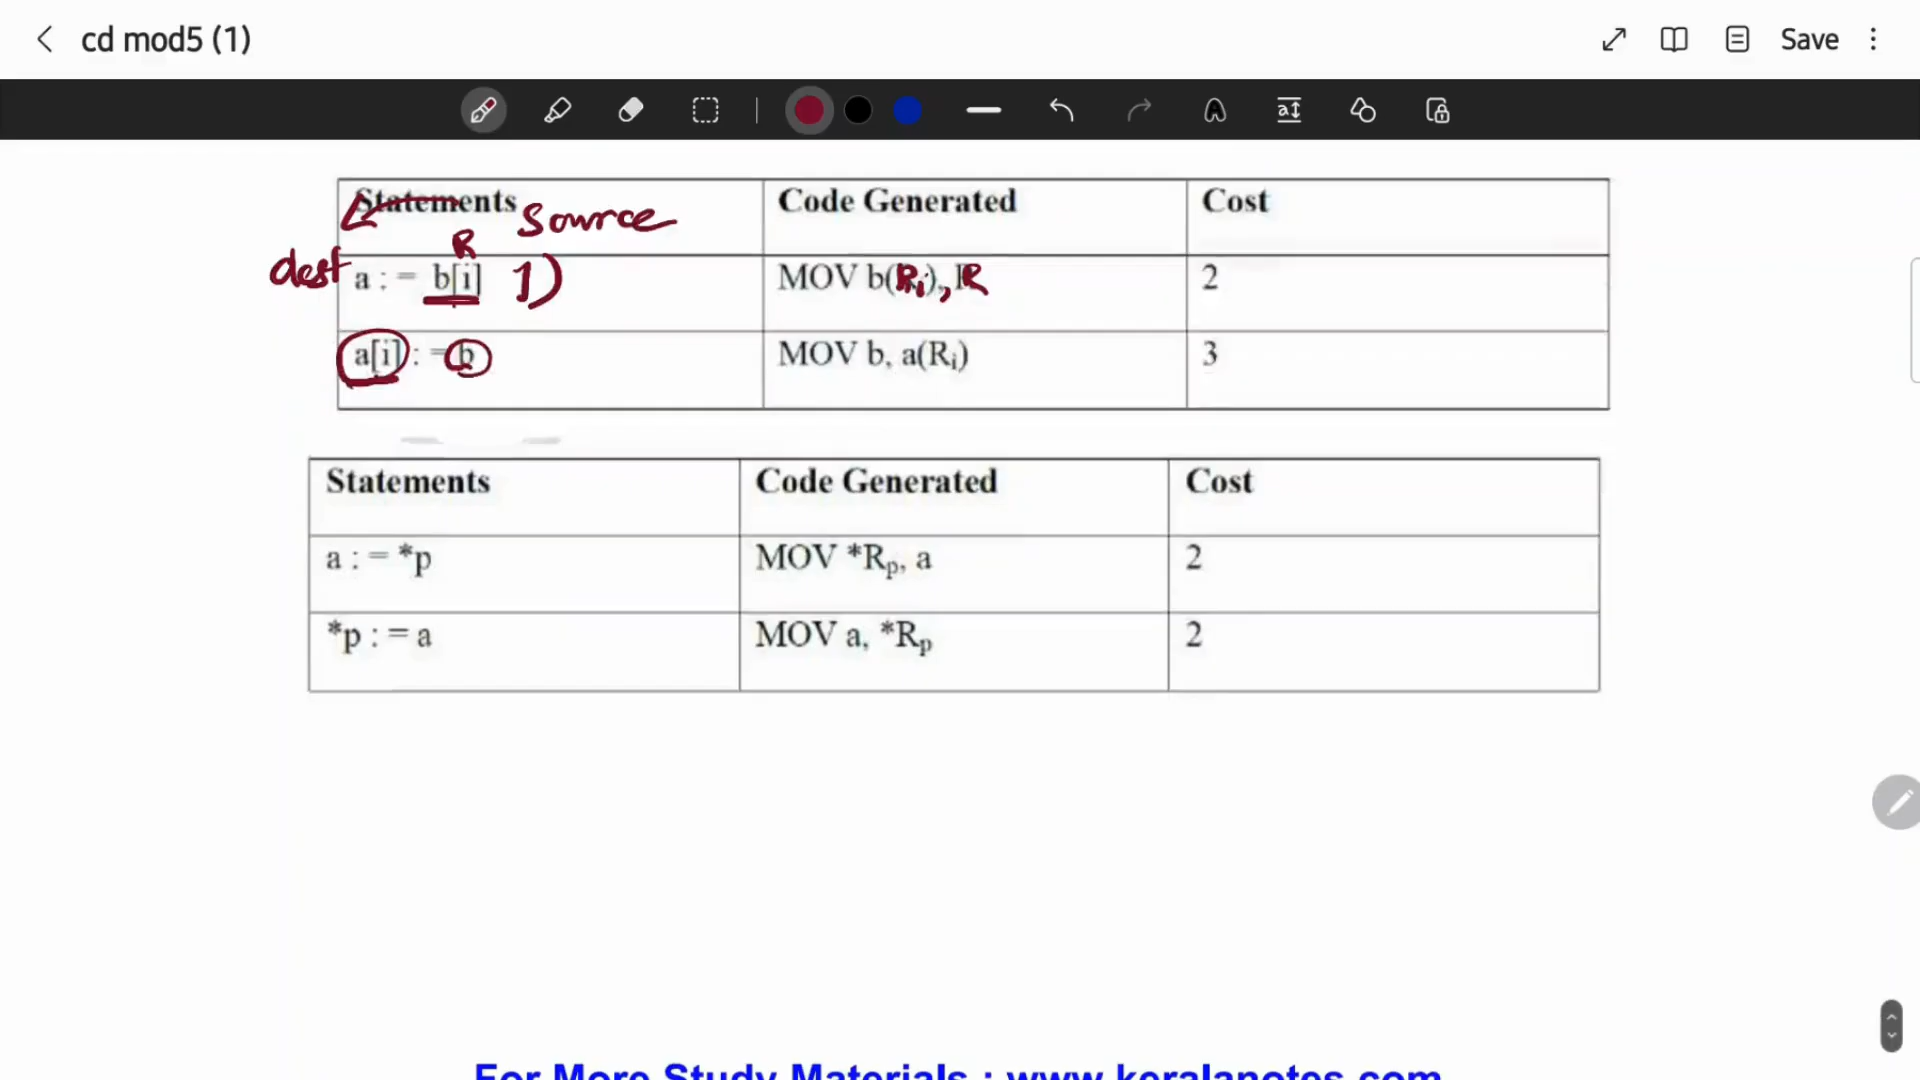 cd mod5 (1)
Save
Statements Code Generated Cost
Source
R
dest a : = b[i] 1) MOV b(Ri), R 2
a[i] : = b MOV b, a(Ri) 3
Statements Code Generated Cost
a : = *p MOV *Rp, a 2
*p : = a MOV a, *Rp 2
For More Study Materials : www.keralanotes.com